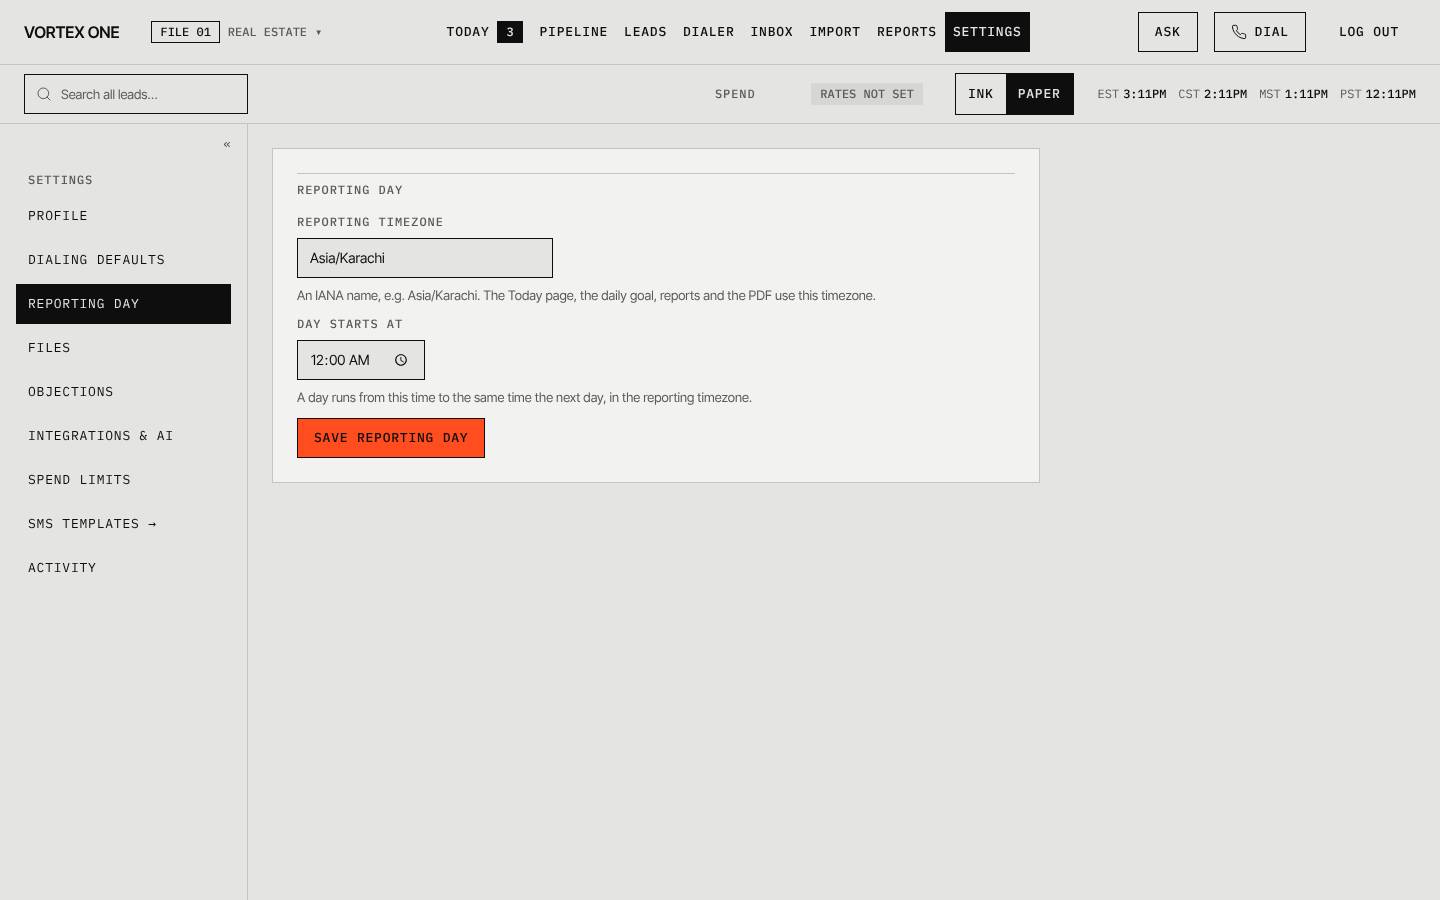 VORTEX ONE FILE 01 REAL ESTATE ▾ TODAY 3 PIPELINE LEADS DIALER INBOX IMPORT REPORTS SETTINGS ASK DIAL LOG OUT
Search all leads... SPEND RATES NOT SET INK PAPER EST 3:11PM CST 2:11PM MST 1:11PM PST 12:11PM
«
SETTINGS
PROFILE
DIALING DEFAULTS
REPORTING DAY
FILES
OBJECTIONS
INTEGRATIONS & AI
SPEND LIMITS
SMS TEMPLATES →
ACTIVITY
REPORTING DAY
REPORTING TIMEZONE
Asia/Karachi
An IANA name, e.g. Asia/Karachi. The Today page, the daily goal, reports and the PDF use this timezone.
DAY STARTS AT
12:00 AM
A day runs from this time to the same time the next day, in the reporting timezone.
SAVE REPORTING DAY